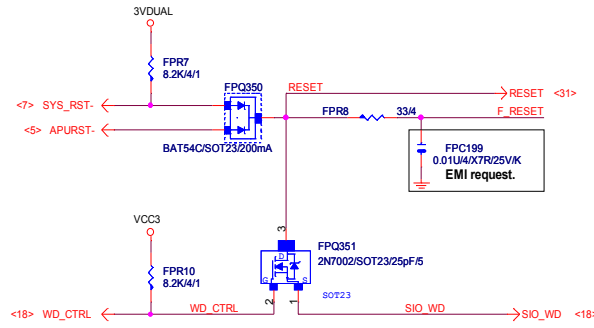 3VDUAL
FPR7
8.2K/4/1
FPQ350
RESET
<7> SYS_RST-
RESET <31>
FPR8 33/4
F_RESET
<5> APURST-
BAT54C/SOT23/200mA
FPC199
0.01U/4/X7R/25V/K
EMI request.
VCC3
3
FPQ351
2N7002/SOT23/25pF/5
D
G S
FPR10
8.2K/4/1
SOT23
2 1
<18> WD_CTRL
WD_CTRL
SIO_WD
SIO_WD <18>